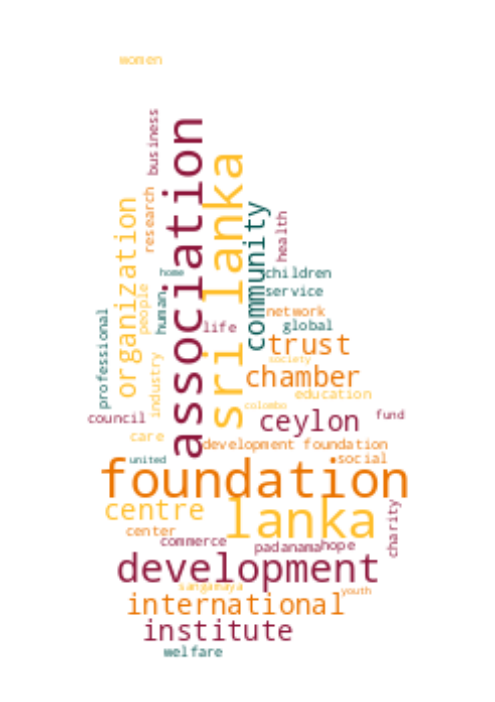 women
business
association
sri lanka
research
organization
community
health
home
children
people
human
service
professional
network
life
global
trust
society
industry
chamber
education
colombo
council
ceylon
fund
care
development foundation
united
social
foundation
centre
lanka
center
charity
commerce
padanama
hope
development
sangamaya
youth
international
institute
welfare